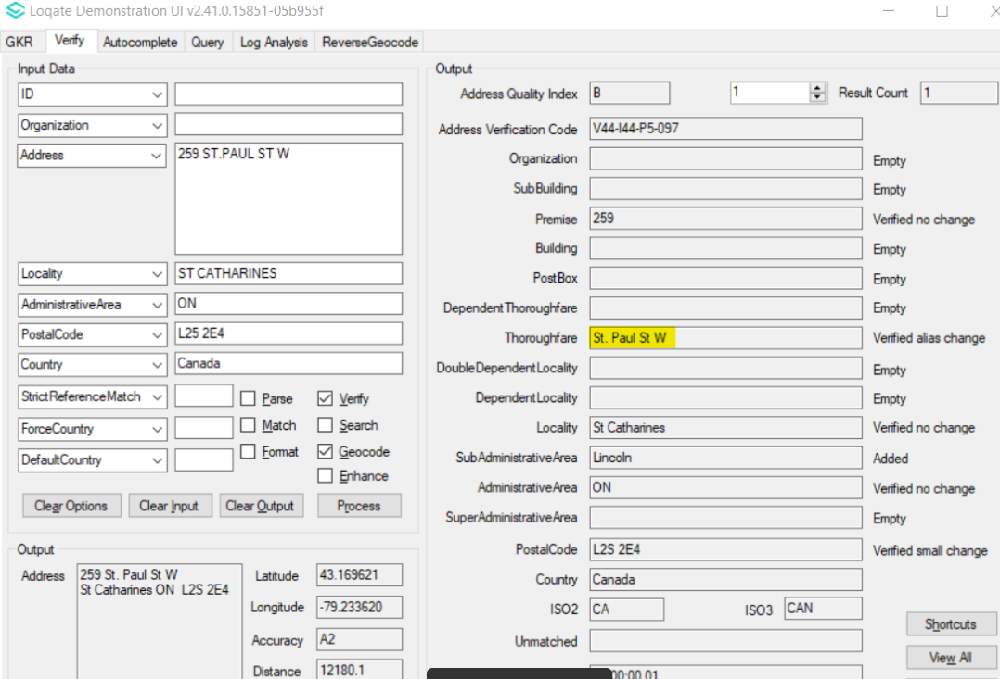 Loqate Demonstration UI v2.41.0.15851-05b955f
GKR Verify Autocomplete Query Log Analysis ReverseGeocode
Input Data
ID
Organization
Address 259 ST.PAUL ST W
Locality ST CATHARINES
AdministrativeArea ON
PostalCode L25 2E4
Country Canada
StrictReferenceMatch Parse Verify
ForceCountry Match Search
DefaultCountry Format Geocode
Enhance
Clear Options Clear Input Clear Output Process
Output
Address 259 St. Paul St W
St Catharines ON L2S 2E4
Latitude 43.169621
Longitude -79.233620
Accuracy A2
Distance 12180.1
Output
Address Quality Index B 1 Result Count 1
Address Verification Code V44-I44-P5-097
Organization Empty
SubBuilding Empty
Premise 259 Verified no change
Building Empty
PostBox Empty
DependentThoroughfare Empty
Thoroughfare St. Paul St W Verified alias change
DoubleDependentLocality Empty
DependentLocality Empty
Locality St Catharines Verified no change
SubAdministrativeArea Lincoln Added
AdministrativeArea ON Verified no change
SuperAdministrativeArea Empty
PostalCode L2S 2E4 Verified small change
Country Canada
ISO2 CA ISO3 CAN
Unmatched
Shortcuts
View All